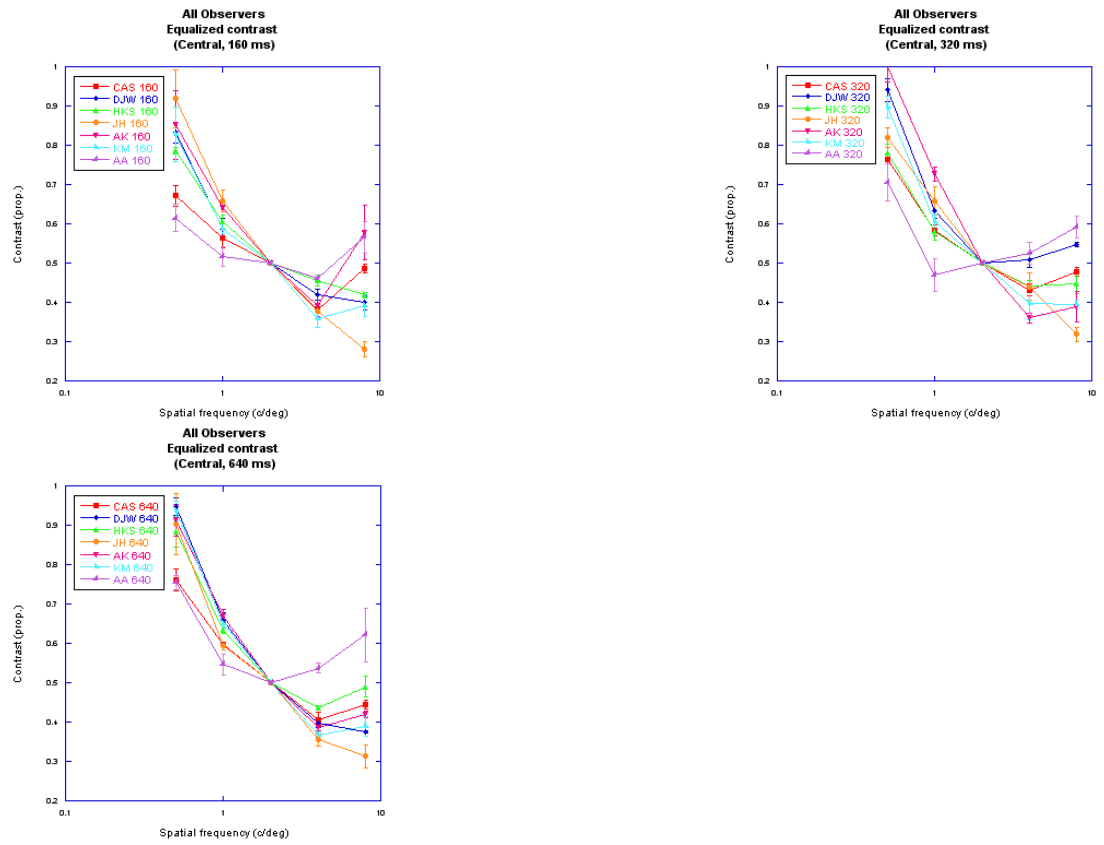 All Observers
Equalized contrast
(Central, 160 ms)
1
0.9
0.8
0.7
0.6
0.5
0.4
0.3
0.2
0.1
1
10
Contrast (prop.)
Spatial frequency (c/deg)
CAS 160
DJW 160
HKS 160
JH 160
AK 160
KM 160
AA 160
All Observers
Equalized contrast
(Central, 320 ms)
1
0.9
0.8
0.7
0.6
0.5
0.4
0.3
0.2
0.1
1
10
Contrast (prop.)
Spatial frequency (c/deg)
CAS 320
DJW 320
HKS 320
JH 320
AK 320
KM 320
AA 320
All Observers
Equalized contrast
(Central, 640 ms)
1
0.9
0.8
0.7
0.6
0.5
0.4
0.3
0.2
0.1
1
10
Contrast (prop.)
Spatial frequency (c/deg)
CAS 640
DJW 640
HKS 640
JH 640
AK 640
KM 640
AA 640